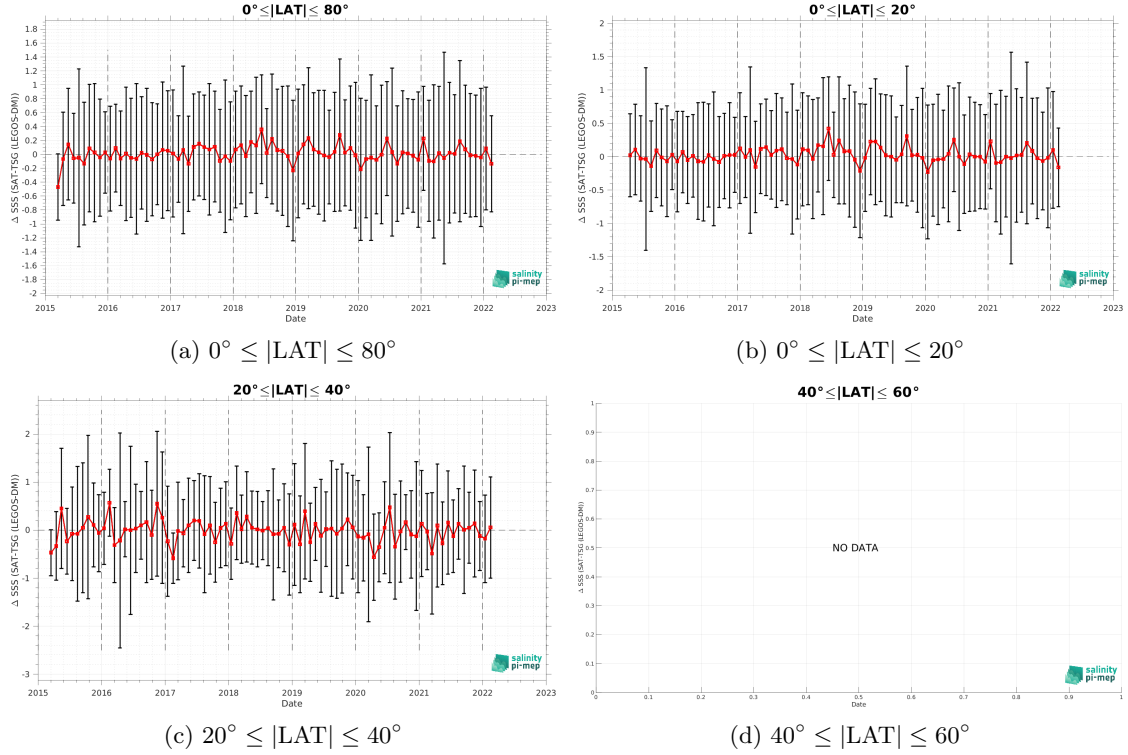 0°≤|LAT|≤ 80°
Δ SSS (SAT-TSG (LEGOS-DM))
1.8
1.6
1.4
1.2
1
0.8
0.6
0.4
0.2
0
-0.2
-0.4
-0.6
-0.8
-1
-1.2
-1.4
-1.6
-1.8
-2
2015 2016 2017 2018 2019 2020 2021 2022 2023
Date
salinity
pi-mep
(a) 0° ≤ |LAT| ≤ 80°
0°≤|LAT|≤ 20°
Δ SSS (SAT-TSG (LEGOS-DM))
2
1.5
1
0.5
0
-0.5
-1
-1.5
-2
2015 2016 2017 2018 2019 2020 2021 2022 2023
Date
salinity
pi-mep
(b) 0° ≤ |LAT| ≤ 20°
20°≤|LAT|≤ 40°
Δ SSS (SAT-TSG (LEGOS-DM))
2
1
0
-1
-2
-3
2015 2016 2017 2018 2019 2020 2021 2022 2023
Date
salinity
pi-mep
(c) 20° ≤ |LAT| ≤ 40°
40°≤|LAT|≤ 60°
Δ SSS (SAT-TSG (LEGOS-DM))
1
0.9
0.8
0.7
0.6
0.5
0.4
0.3
0.2
0.1
0
NO DATA
0 0.1 0.2 0.3 0.4 0.5 0.6 0.7 0.8 0.9 1
Date
salinity
pi-mep
(d) 40° ≤ |LAT| ≤ 60°